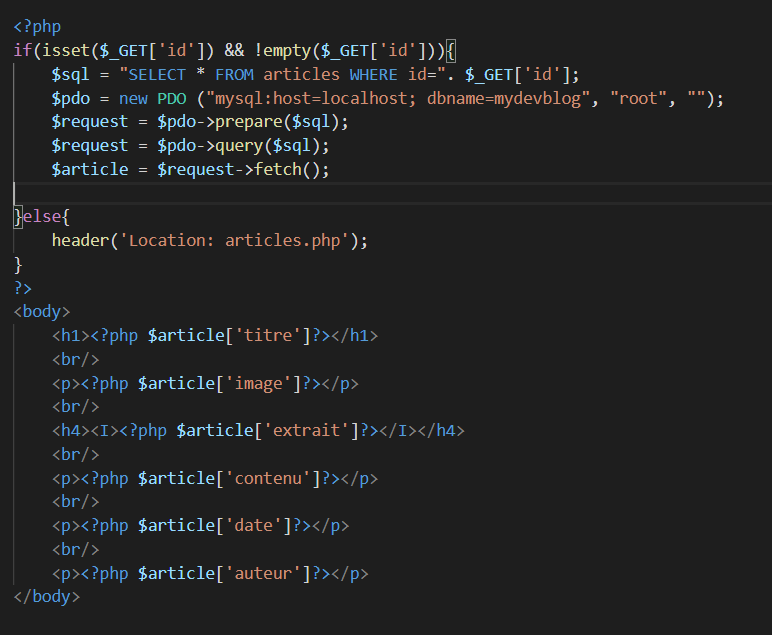 <?php
if(isset($_GET['id']) && !empty($_GET['id'])){
    $sql = "SELECT * FROM articles WHERE id=". $_GET['id'];
    $pdo = new PDO ("mysql:host=localhost; dbname=mydevblog", "root", "");
    $request = $pdo->prepare($sql);
    $request = $pdo->query($sql);
    $article = $request->fetch();
}else{
    header('Location: articles.php');
}
?>
<body>
    <h1><?php $article['titre']?></h1>
    <br/>
    <p><?php $article['image']?></p>
    <br/>
    <h4><I><?php $article['extrait']?></I></h4>
    <br/>
    <p><?php $article['contenu']?></p>
    <br/>
    <p><?php $article['date']?></p>
    <br/>
    <p><?php $article['auteur']?></p>
</body>